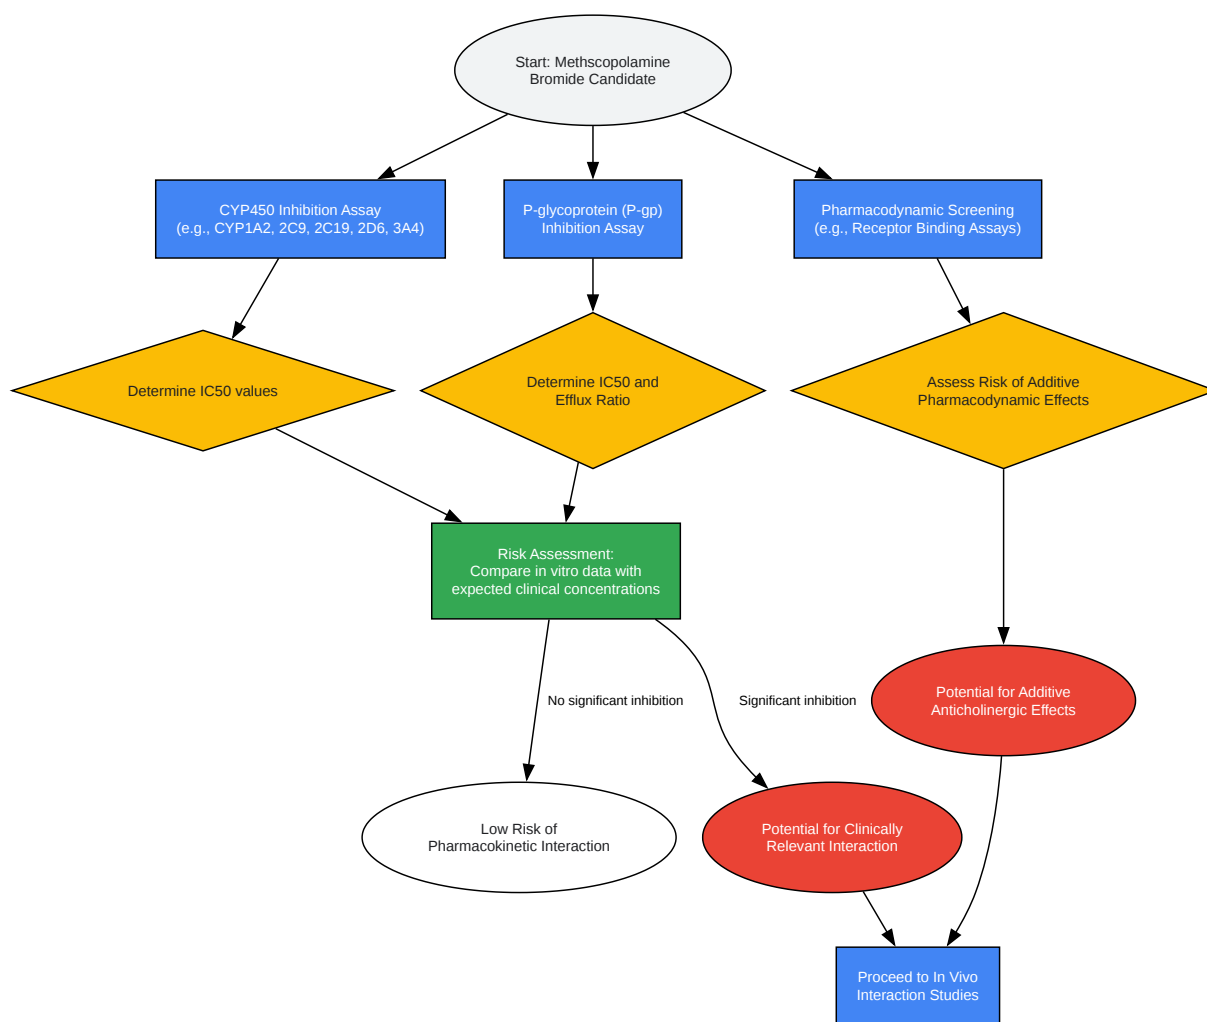 Start: Methscopolamine
Bromide Candidate
CYP450 Inhibition Assay
(e.g., CYP1A2, 2C9, 2C19, 2D6, 3A4)
P-glycoprotein (P-gp)
Inhibition Assay
Pharmacodynamic Screening
(e.g., Receptor Binding Assays)
Determine IC50 values
Determine IC50 and
Efflux Ratio
Assess Risk of Additive
Pharmacodynamic Effects
Risk Assessment:
Compare in vitro data with
expected clinical concentrations
No significant inhibition
Significant inhibition
Potential for Additive
Anticholinergic Effects
Low Risk of
Pharmacokinetic Interaction
Potential for Clinically
Relevant Interaction
Proceed to In Vivo
Interaction Studies